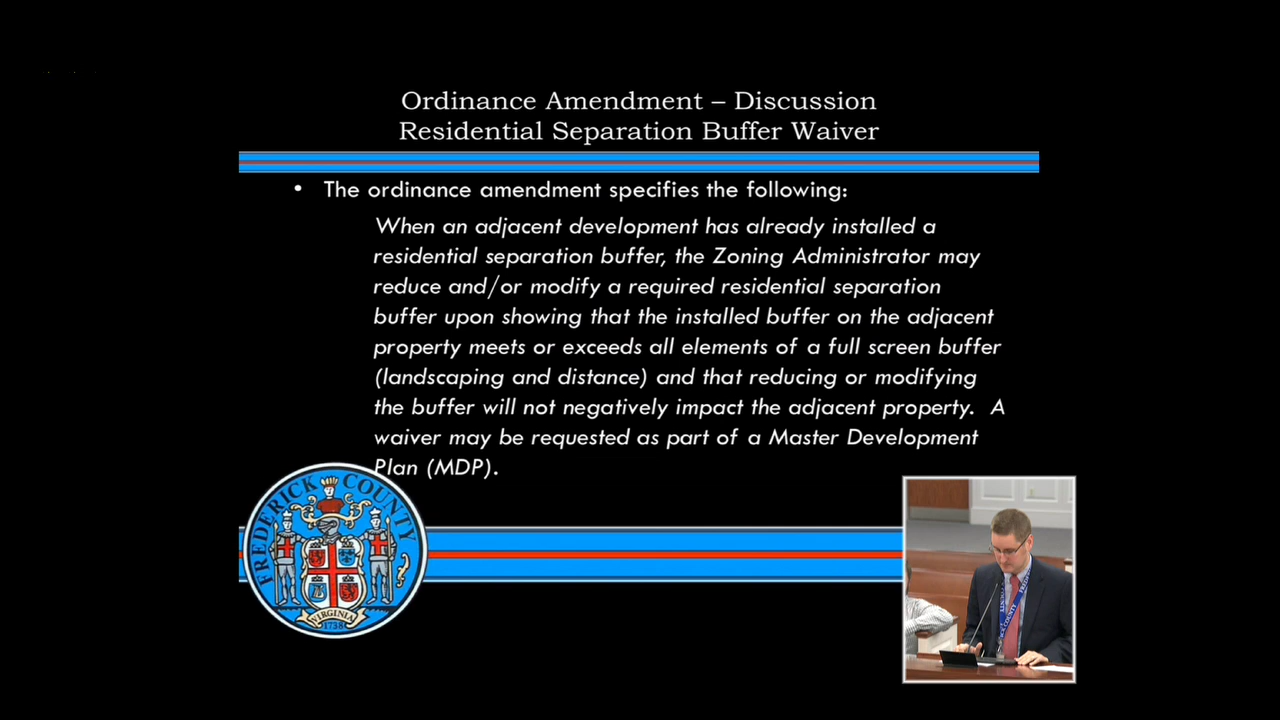 Ordinance Amendment – Discussion
Residential Separation Buffer Waiver
• The ordinance amendment specifies the following:
When an adjacent development has already installed a
residential separation buffer, the Zoning Administrator may
reduce and/or modify a required residential separation
buffer upon showing that the installed buffer on the adjacent
property meets or exceeds all elements of a full screen buffer
(landscaping and distance) and that reducing or modifying
the buffer will not negatively impact the adjacent property.  A
waiver may be requested as part of a Master Development
Plan (MDP).
FREDERICK COUNTY
VIRGINIA
1738